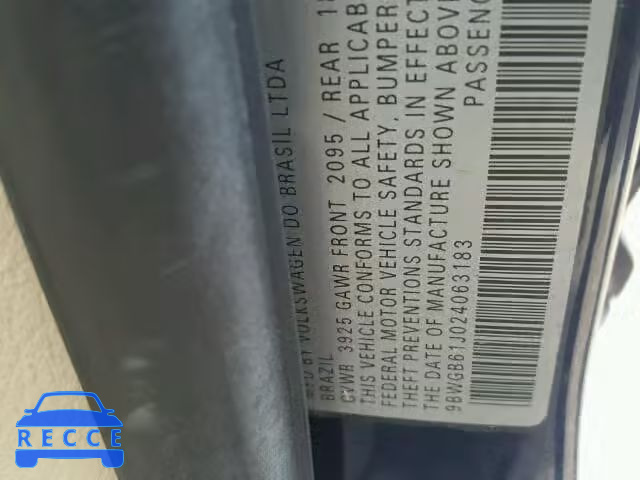 MFD BY VOLKSWAGEN DO BRASIL LTDA
BRAZIL
GVWR 3925 GAWR FRONT 2095 / REAR
THIS VEHICLE CONFORMS TO ALL APPLICAB
FEDERAL MOTOR VEHICLE SAFETY, BUMPER
THEFT PREVENTIONS STANDARDS IN EFFECT
THE DATE OF MANUFACTURE SHOWN ABOVE
9BWGB61J024063183 PASSENG
RECCE